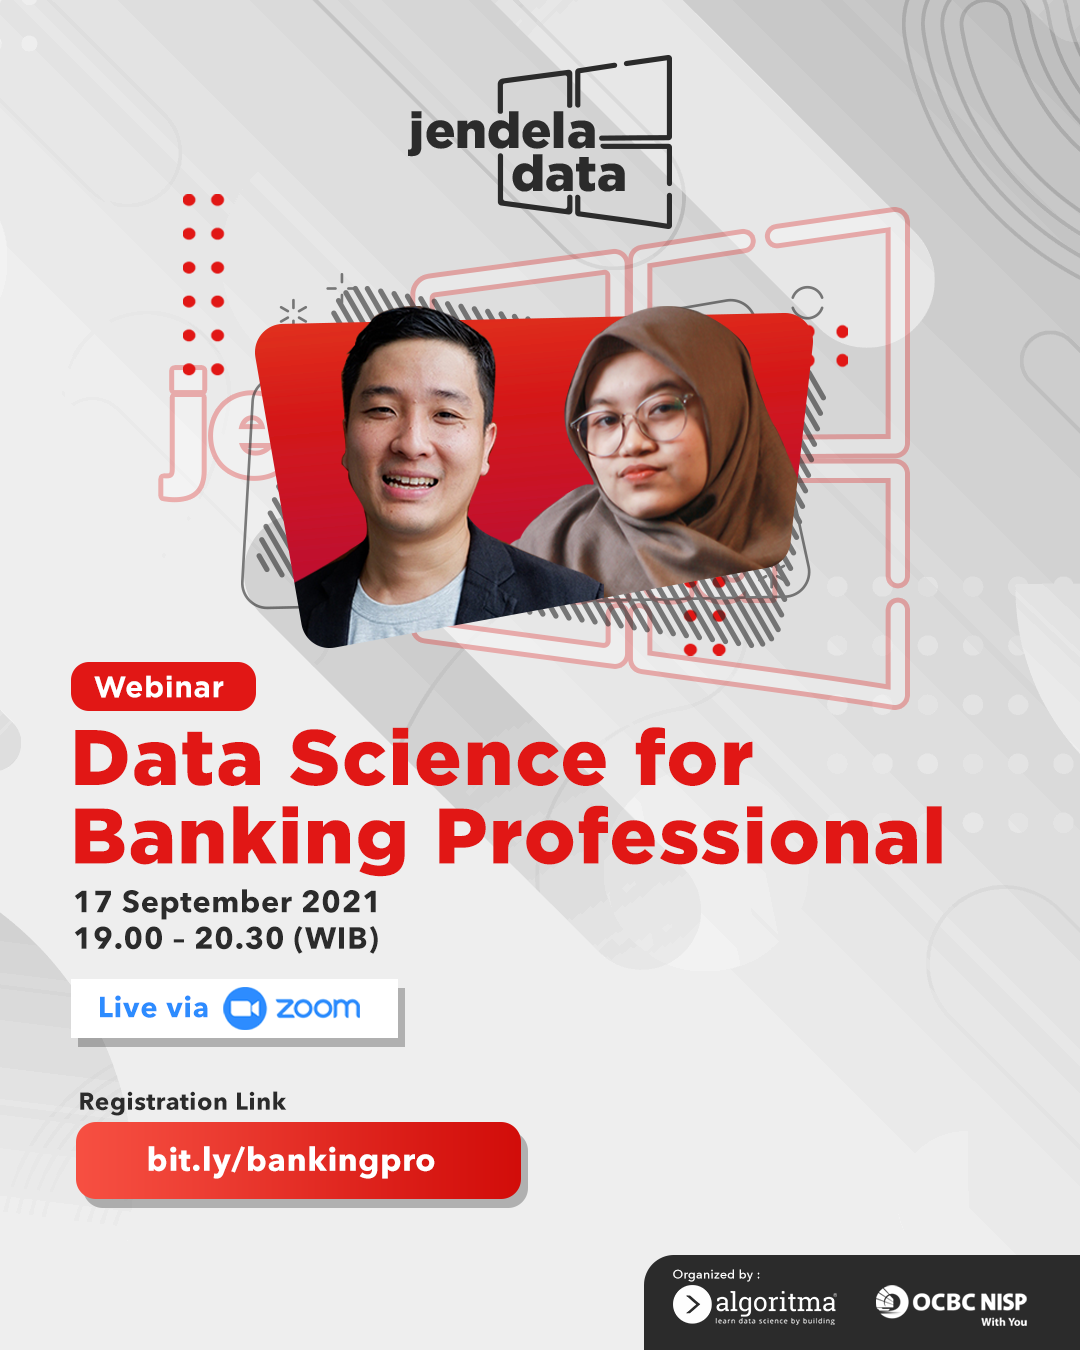 jendela
data
je
Webinar
Data Science for
Banking Professional
17 September 2021
19.00 – 20.30 (WIB)
Live via zoom
Registration Link
bit.ly/bankingpro
Organized by :
algoritma
learn data science by building
OCBC NISP
With You